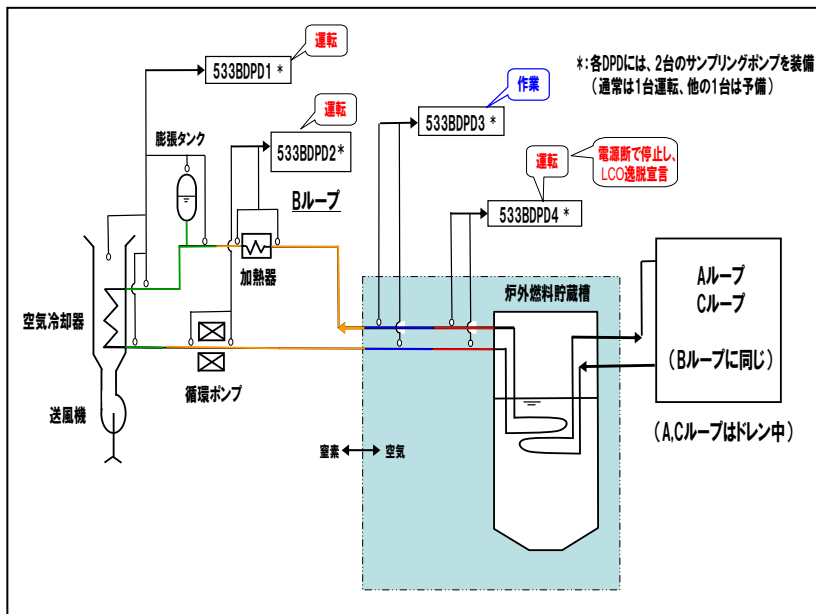 運転
533BDPD1 *
*:各DPDには、2台のサンプリングポンプを装備
(通常は1台運転、他の1台は予備)
作業
533BDPD3 *
運転
533BDPD2*
膨張タンク
運転
電源断で停止し、
LCO逸脱宣言
533BDPD4 *
Bループ
加熱器
炉外燃料貯蔵槽
Aループ
Cループ
(Bループに同じ)
空気冷却器
循環ポンプ
送風機
(A,Cループはドレン中)
窒素
空気